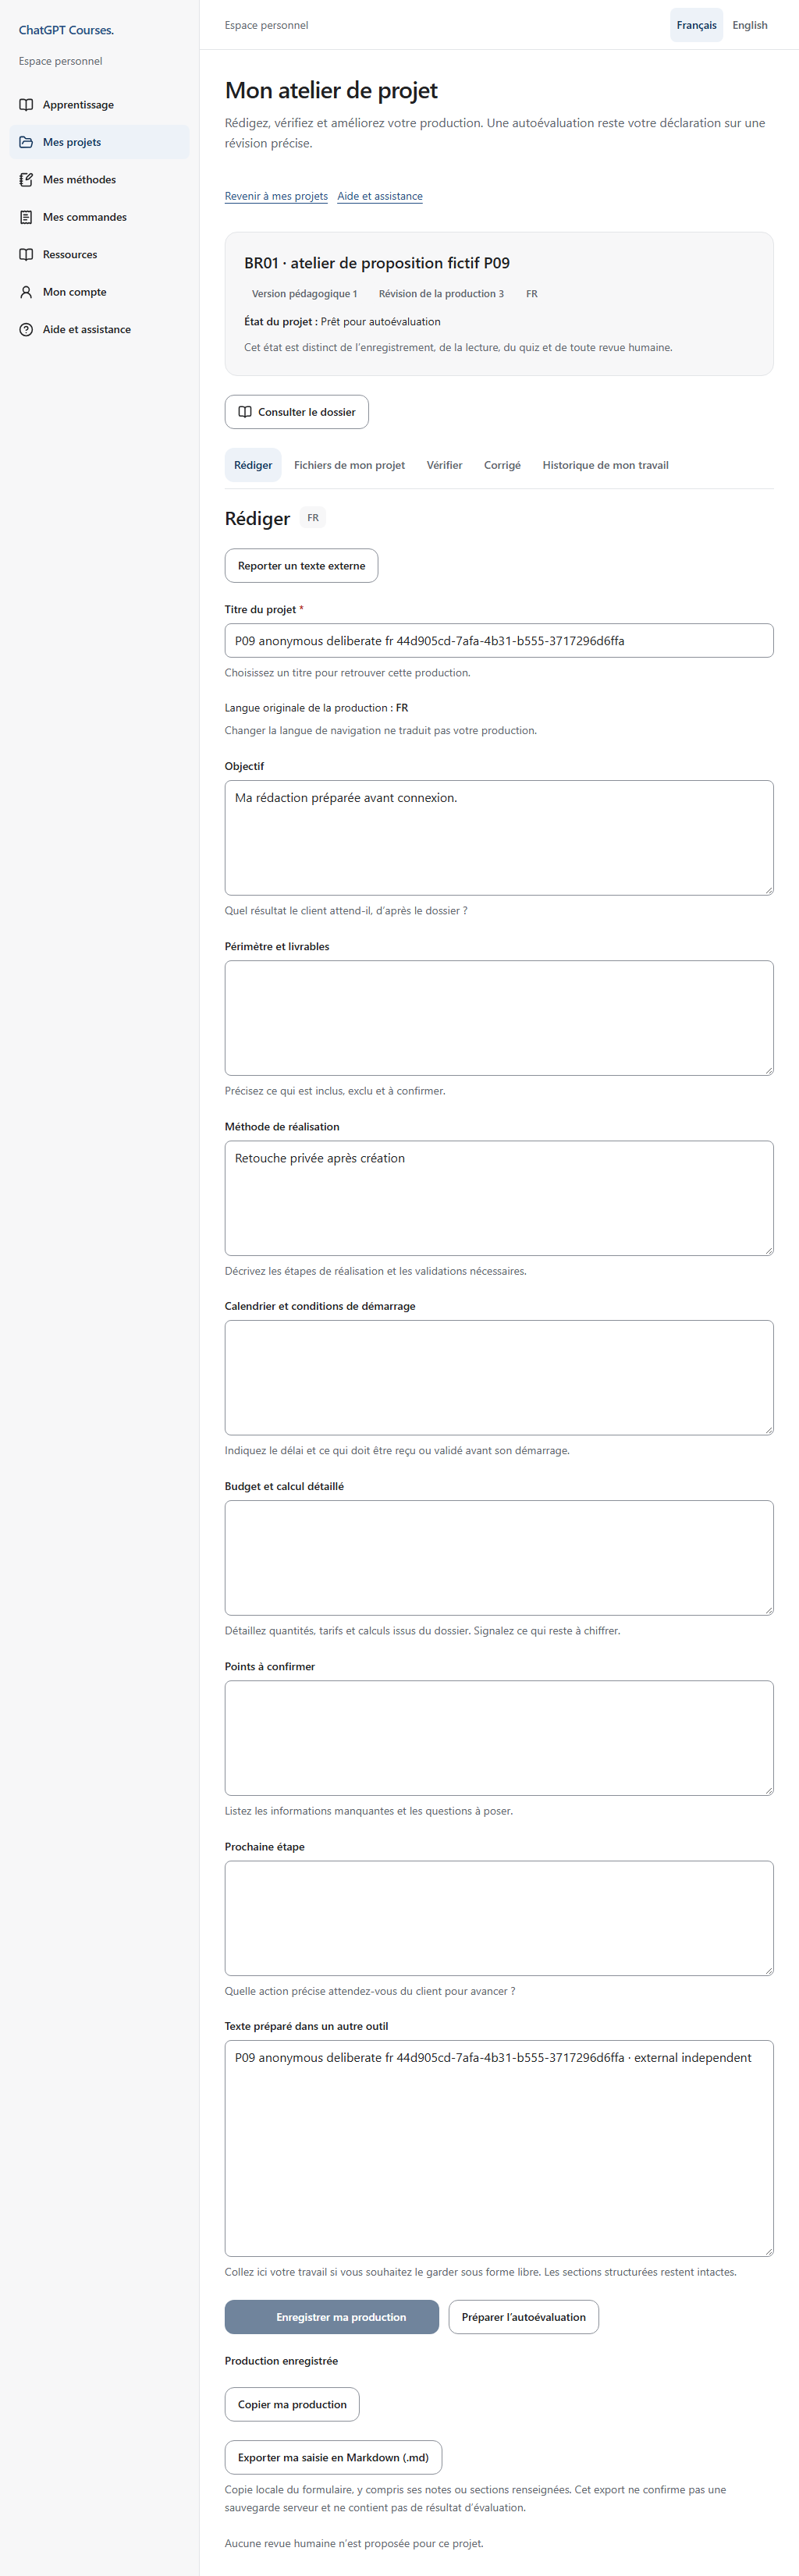 ChatGPT Courses.
Espace personnel
Apprentissage
Mes projets
Mes méthodes
Mes commandes
Ressources
Mon compte
Aide et assistance
Espace personnel
Français
English
Mon atelier de projet
Rédigez, vérifiez et améliorez votre production. Une autoévaluation reste votre déclaration sur une
révision précise.
Revenir à mes projets
Aide et assistance
BR01 · atelier de proposition fictif P09
Version pédagogique 1
Révision de la production 3
FR
État du projet : Prêt pour autoévaluation
Cet état est distinct de l’enregistrement, de la lecture, du quiz et de toute revue humaine.
Consulter le dossier
Rédiger
Fichiers de mon projet
Vérifier
Corrigé
Historique de mon travail
Rédiger
FR
Reporter un texte externe
Titre du projet *
P09 anonymous deliberate fr 44d905cd-7afa-4b31-b555-3717296d6ffa
Choisissez un titre pour retrouver cette production.
Langue originale de la production : FR
Changer la langue de navigation ne traduit pas votre production.
Objectif
Ma rédaction préparée avant connexion.
Quel résultat le client attend-il, d’après le dossier ?
Périmètre et livrables
Précisez ce qui est inclus, exclu et à confirmer.
Méthode de réalisation
Retouche privée après création
Décrivez les étapes de réalisation et les validations nécessaires.
Calendrier et conditions de démarrage
Indiquez le délai et ce qui doit être reçu ou validé avant son démarrage.
Budget et calcul détaillé
Détaillez quantités, tarifs et calculs issus du dossier. Signalez ce qui reste à chiffrer.
Points à confirmer
Listez les informations manquantes et les questions à poser.
Prochaine étape
Quelle action précise attendez-vous du client pour avancer ?
Texte préparé dans un autre outil
P09 anonymous deliberate fr 44d905cd-7afa-4b31-b555-3717296d6ffa · external independent
Collez ici votre travail si vous souhaitez le garder sous forme libre. Les sections structurées restent intactes.
Enregistrer ma production
Préparer l’autoévaluation
Production enregistrée
Copier ma production
Exporter ma saisie en Markdown (.md)
Copie locale du formulaire, y compris ses notes ou sections renseignées. Cet export ne confirme pas une
sauvegarde serveur et ne contient pas de résultat d’évaluation.
Aucune revue humaine n’est proposée pour ce projet.